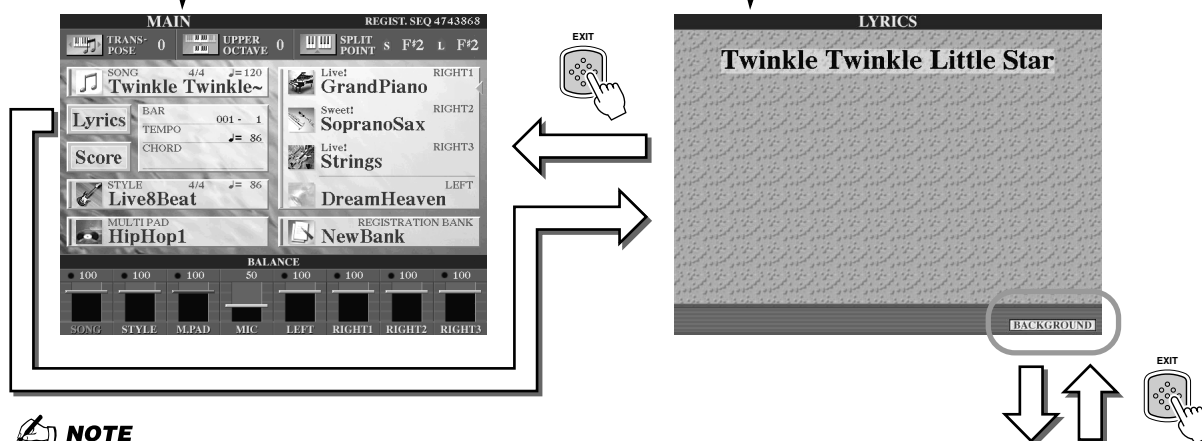 MAIN
REGIST. SEQ 4743868
TRANS-
POSE 0
UPPER
OCTAVE 0
SPLIT
POINT S F#2 L F#2
SONG 4/4 ♩=120
Twinkle Twinkle~
Lyrics
Score
BAR 001 - 1
TEMPO ♩= 86
CHORD
STYLE 4/4 ♩= 86
Live8Beat
MULTI PAD
HipHop1
Live! RIGHT1
GrandPiano
Sweet! RIGHT2
SopranoSax
Live! RIGHT3
Strings
LEFT
DreamHeaven
REGISTRATION BANK
NewBank
BALANCE
100 100 100 50 100 100 100 100
SONG STYLE M.PAD MIC LEFT RIGHT1 RIGHT2 RIGHT3
EXIT
LYRICS
Twinkle Twinkle Little Star
BACKGROUND
EXIT
NOTE